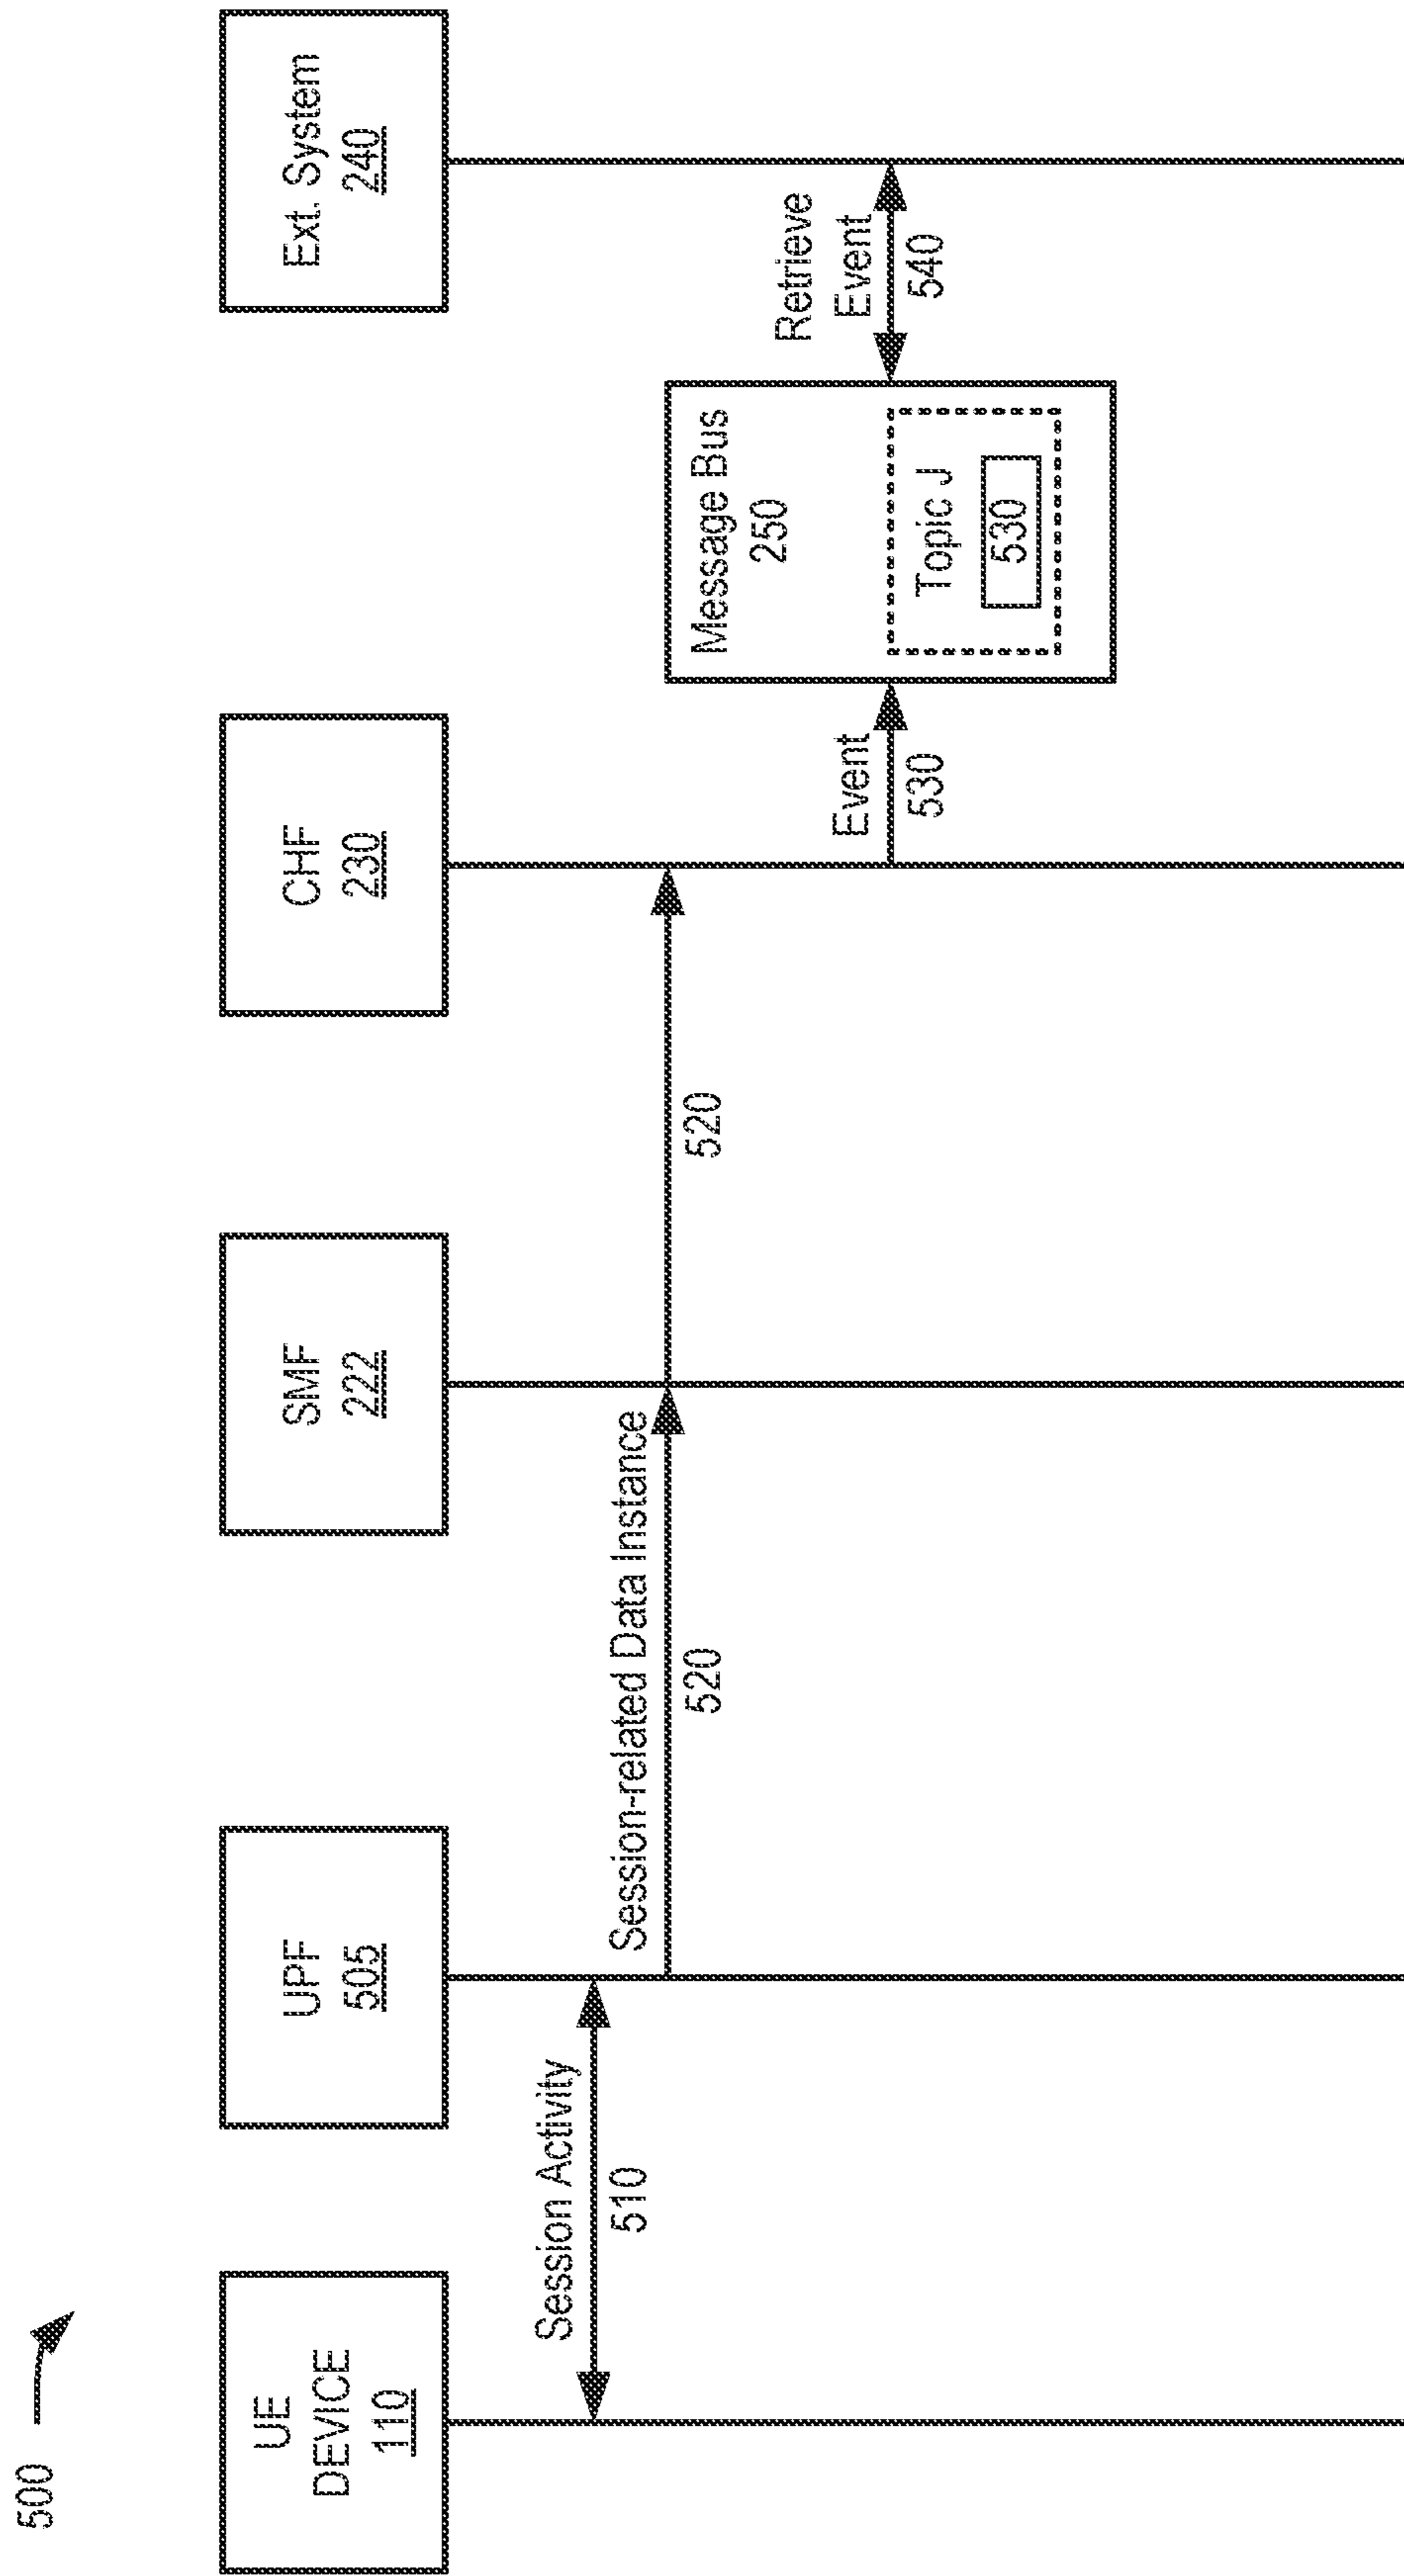 500
UE
DEVICE
110
UPF
505
SMF
222
CHF
230
Ext. System
240
Session Activity
510
Session-related Data Instance
520
520
Event
530
Message Bus
250
Topic J
530
Retrieve
Event
540